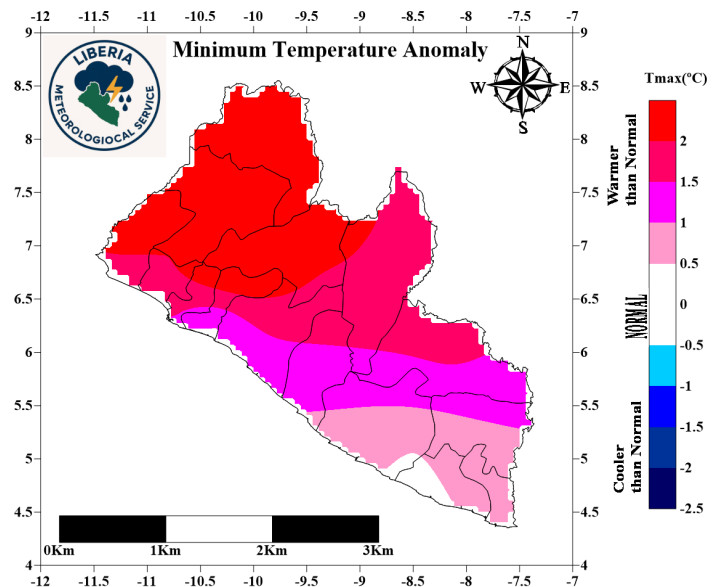 -12 -11.5 -11 -10.5 -10 -9.5 -9 -8.5 -8 -7.5 -7
LIBERIA
METEOROLOGIOCAL SERVICE
Minimum Temperature Anomaly
N
W E
S
Tmax(ºC)
8.5
8
7.5
7
6.5
6
5.5
5
4.5
4
Warmer
than Normal
NORMAL
Cooler
than Normal
2
1.5
1
0.5
0
-0.5
-1
-1.5
-2
-2.5
0Km 1Km 2Km 3Km
-12 -11.5 -11 -10.5 -10 -9.5 -9 -8.5 -8 -7.5 -7